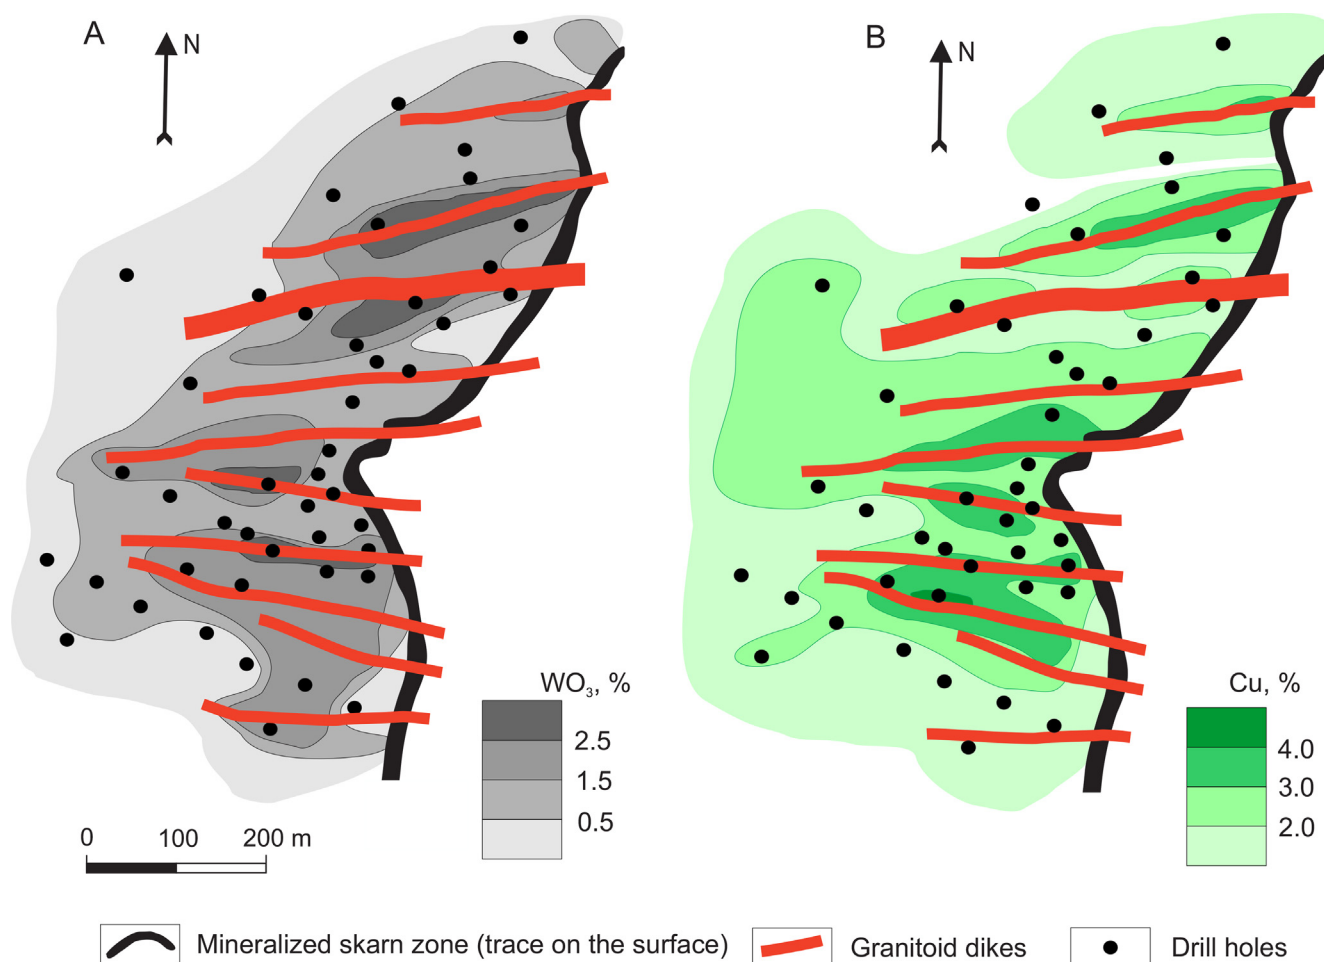 A
N
B
N
WO₃, %
2.5
1.5
0.5
Cu, %
4.0
3.0
2.0
0 100 200 m
Mineralized skarn zone (trace on the surface)
Granitoid dikes
Drill holes